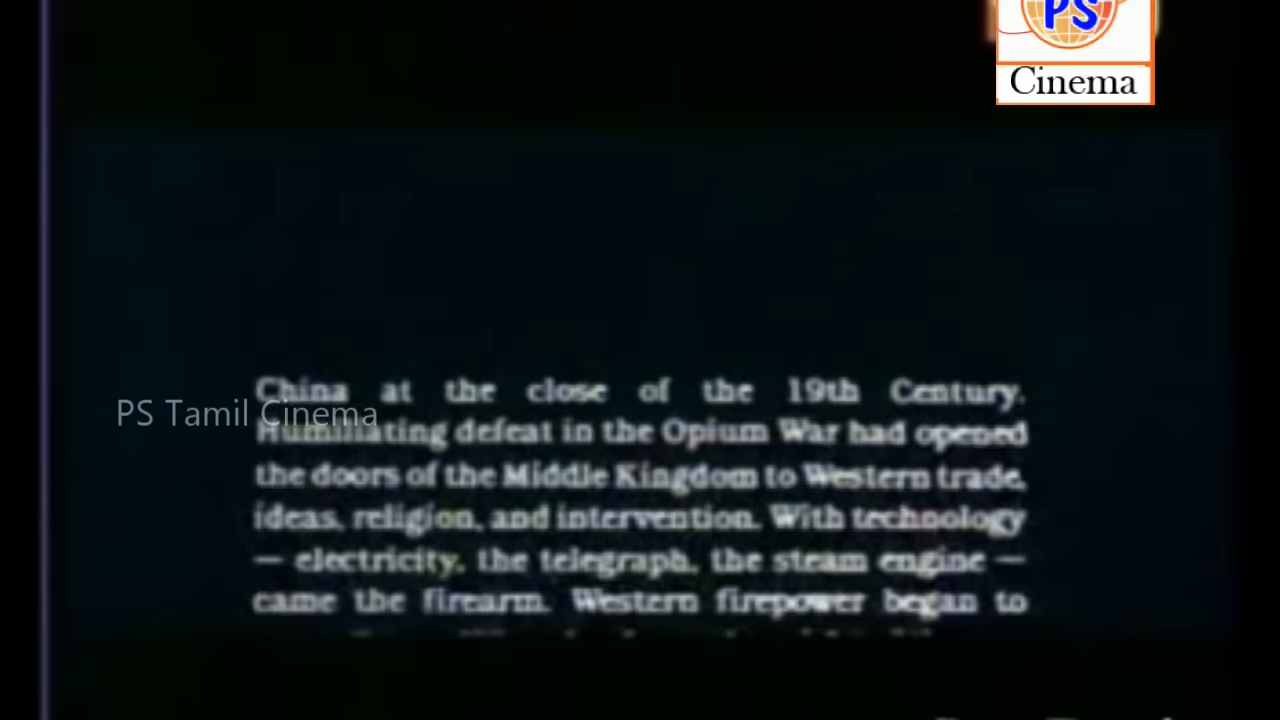 PS
Cinema
China at the close of the 19th Century.
PS Tamil Cinema
Humiliating defeat in the Opium War had opened
the doors of the Middle Kingdom to Western trade,
ideas, religion, and intervention. With technology
— electricity, the telegraph, the steam engine —
came the firearm. Western firepower began to